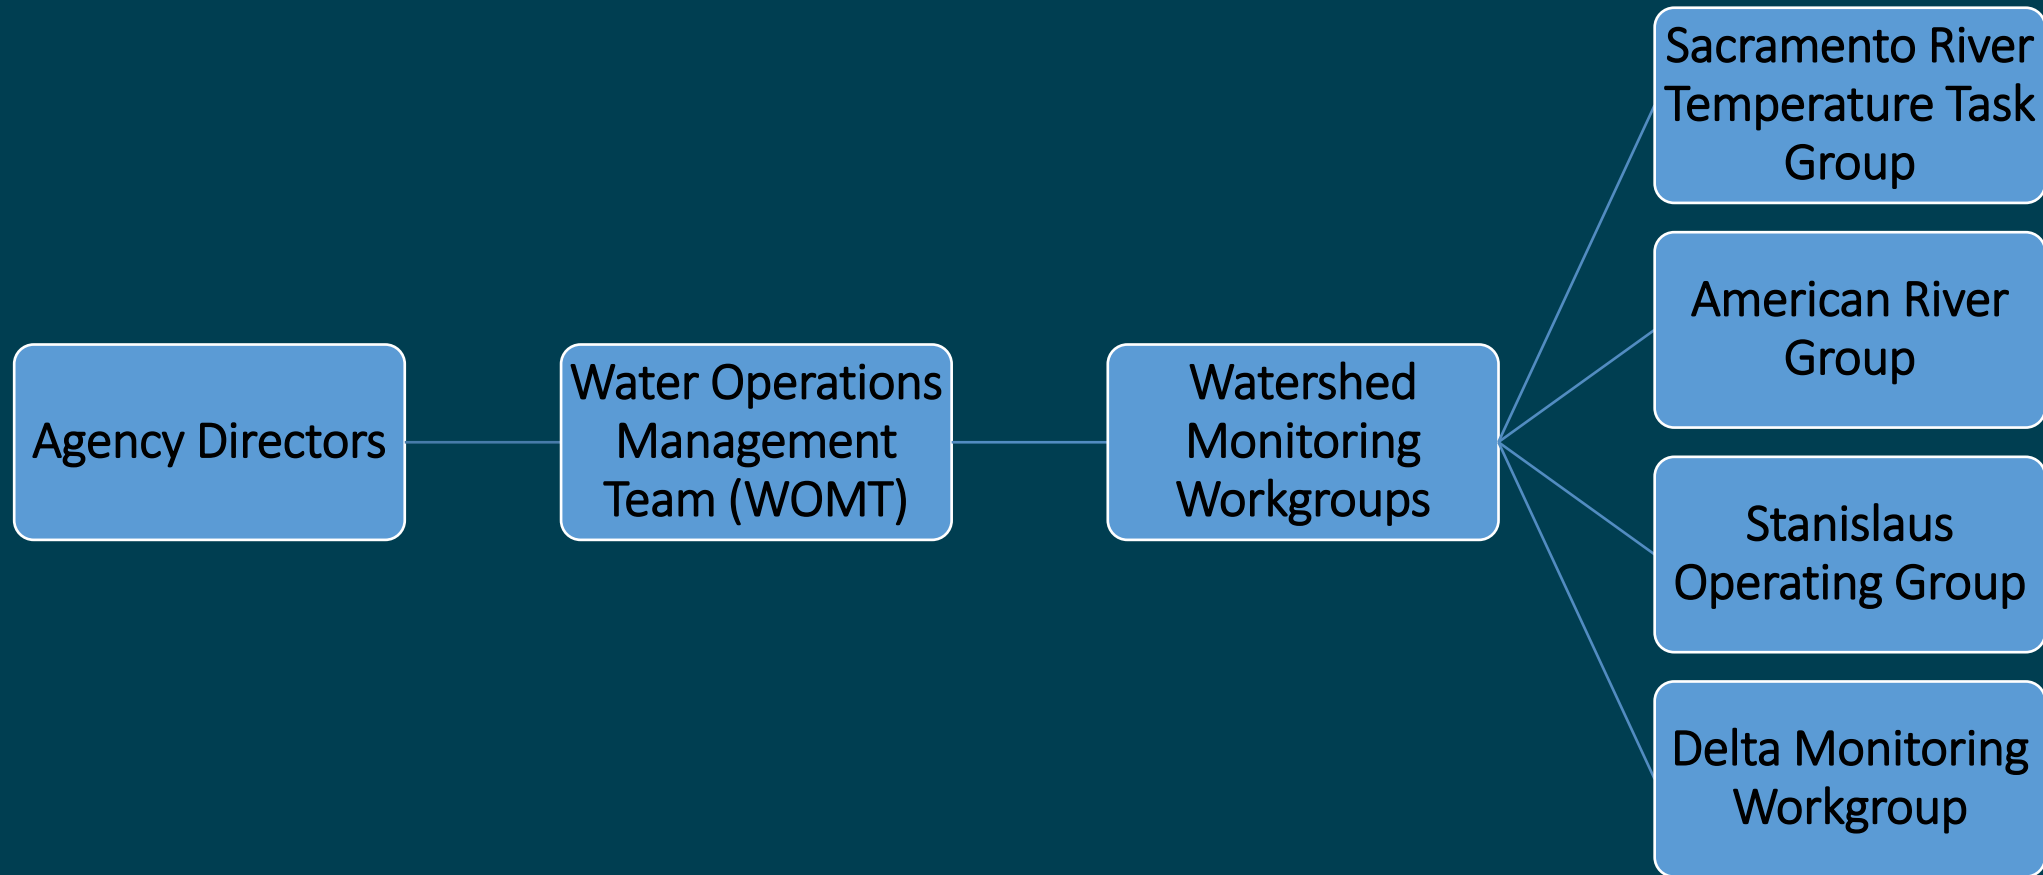 Agency Directors
Water Operations
Management
Team (WOMT)
Watershed
Monitoring
Workgroups
Sacramento River
Temperature Task
Group
American River
Group
Stanislaus
Operating Group
Delta Monitoring
Workgroup